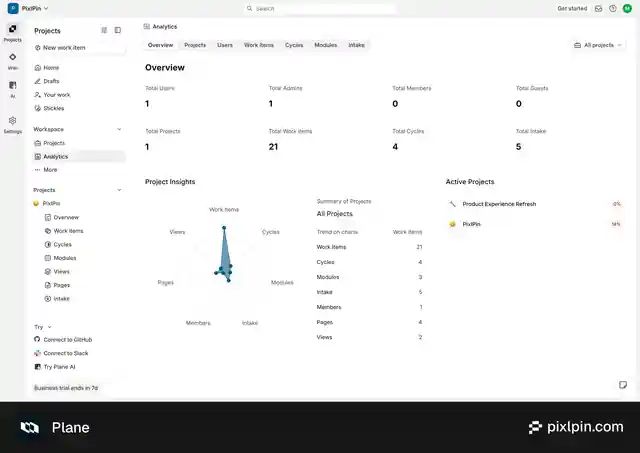 PixlPin
Search
Get started
M
Projects
Wiki
AI
Settings
Projects
New work item
Home
Drafts
Your work
Stickies
Workspace
Projects
Analytics
More
Projects
PixlPin
Overview
Work items
Cycles
Modules
Views
Pages
Intake
Try
Connect to GitHub
Connect to Slack
Try Plane AI
Business trial ends in 7d
Analytics
Overview Projects Users Work items Cycles Modules Intake
All projects
Overview
Total Users Total Admins Total Members Total Guests
1 1 0 0
Total Projects Total Work items Total Cycles Total Intake
1 21 4 5
Project Insights
Work items
Views
Cycles
Pages
Modules
Members
Intake
Summary of Projects
All Projects
Trend on charts Work items
Work items 21
Cycles 4
Modules 3
Intake 5
Members 1
Pages 4
Views 2
Active Projects
Product Experience Refresh 0%
PixlPin 14%
Plane
pixlpin.com